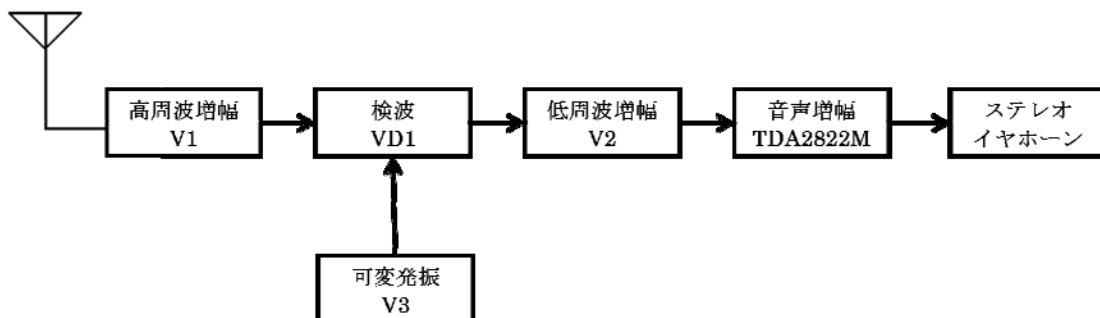 高周波増幅
V1
検波
VD1
低周波増幅
V2
音声増幅
TDA2822M
ステレオ
イヤホーン
可変発振
V3